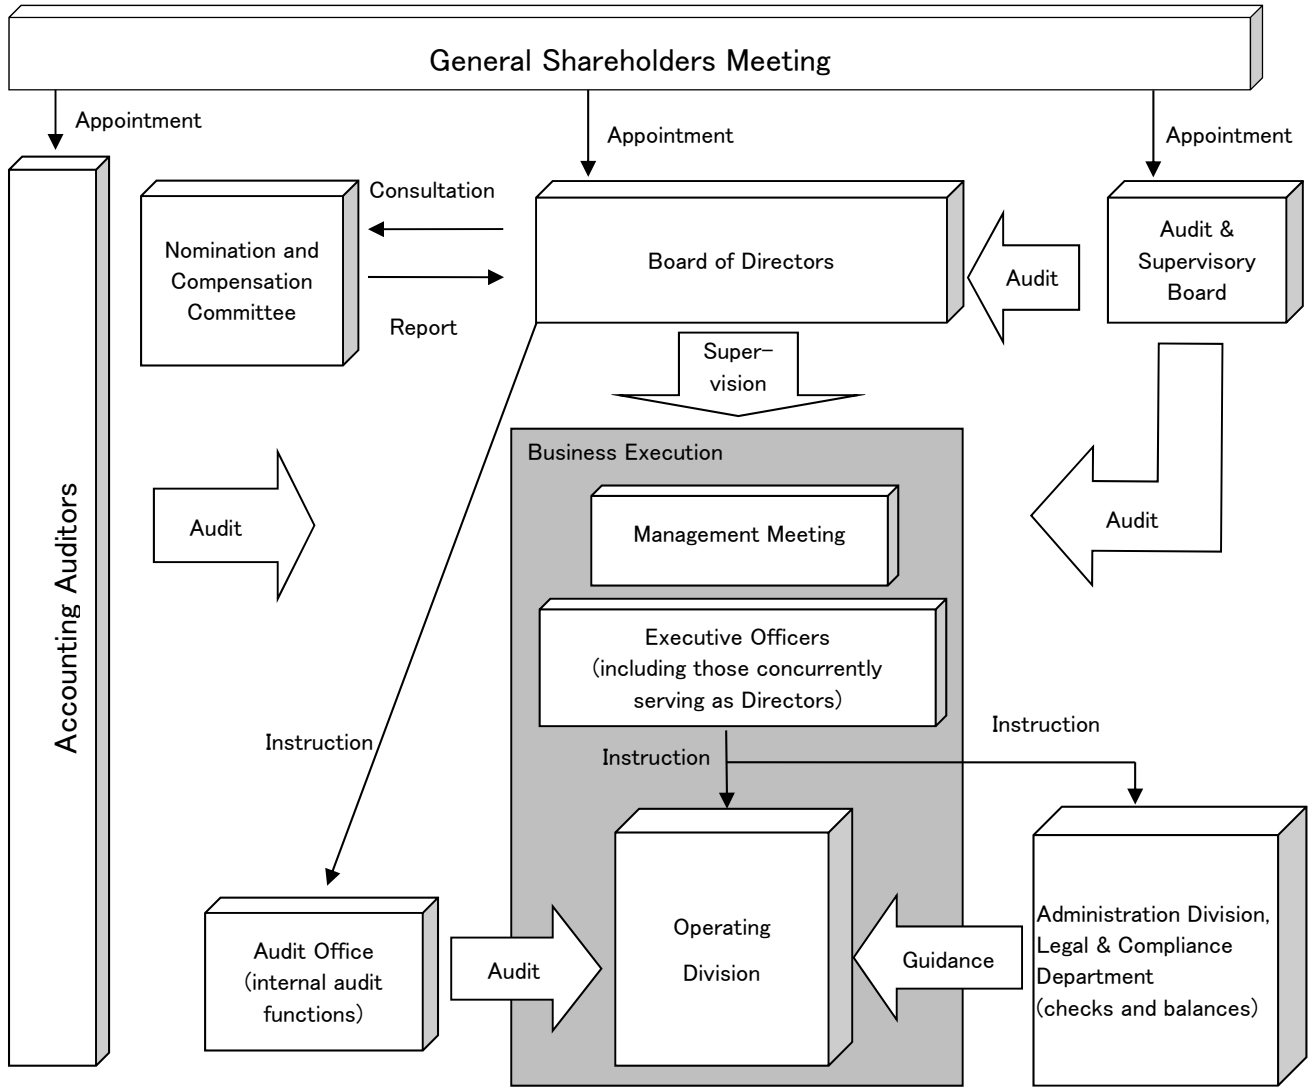 General Shareholders Meeting
Appointment
Appointment
Appointment
Consultation
Nomination and
Compensation
Committee
Report
Board of Directors
Audit
Audit &
Supervisory
Board
Super-
vision
Accounting Auditors
Audit
Business Execution
Management Meeting
Audit
Executive Officers
(including those concurrently
serving as Directors)
Instruction
Instruction
Instruction
Audit Office
(internal audit
functions)
Audit
Operating
Division
Guidance
Administration Division,
Legal & Compliance
Department
(checks and balances)